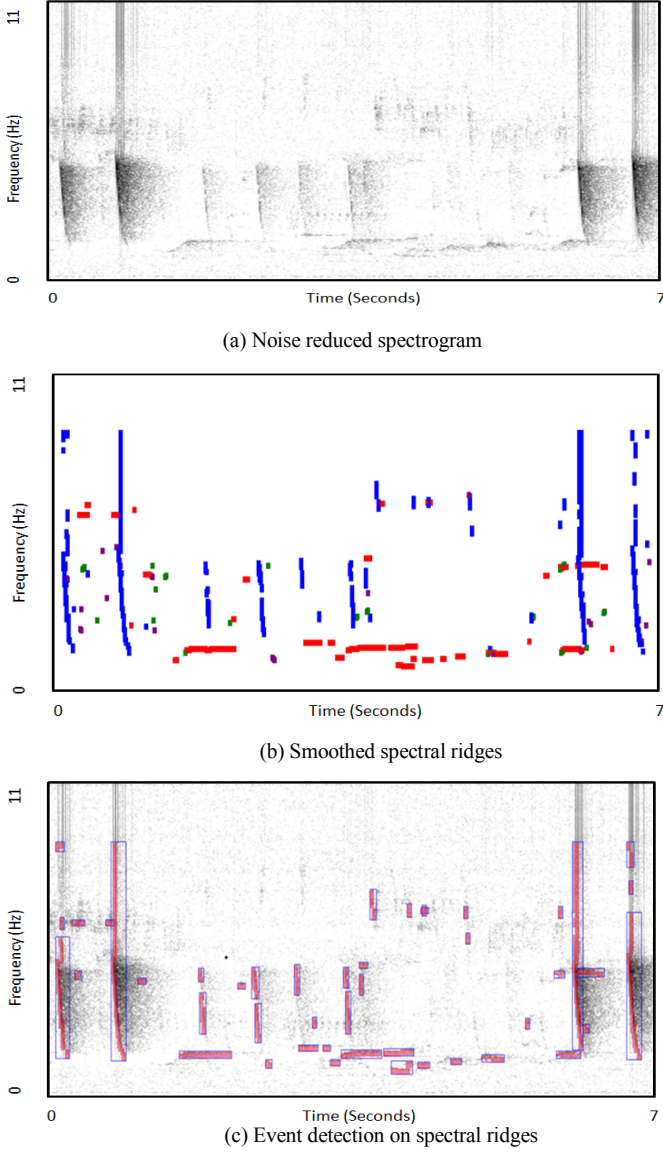 11
Frequency (Hz)
0
0
Time (Seconds)
7
(a) Noise reduced spectrogram
11
Frequency (Hz)
0
0
Time (Seconds)
7
(b) Smoothed spectral ridges
11
Frequency (Hz)
0
0
Time (Seconds)
7
(c) Event detection on spectral ridges